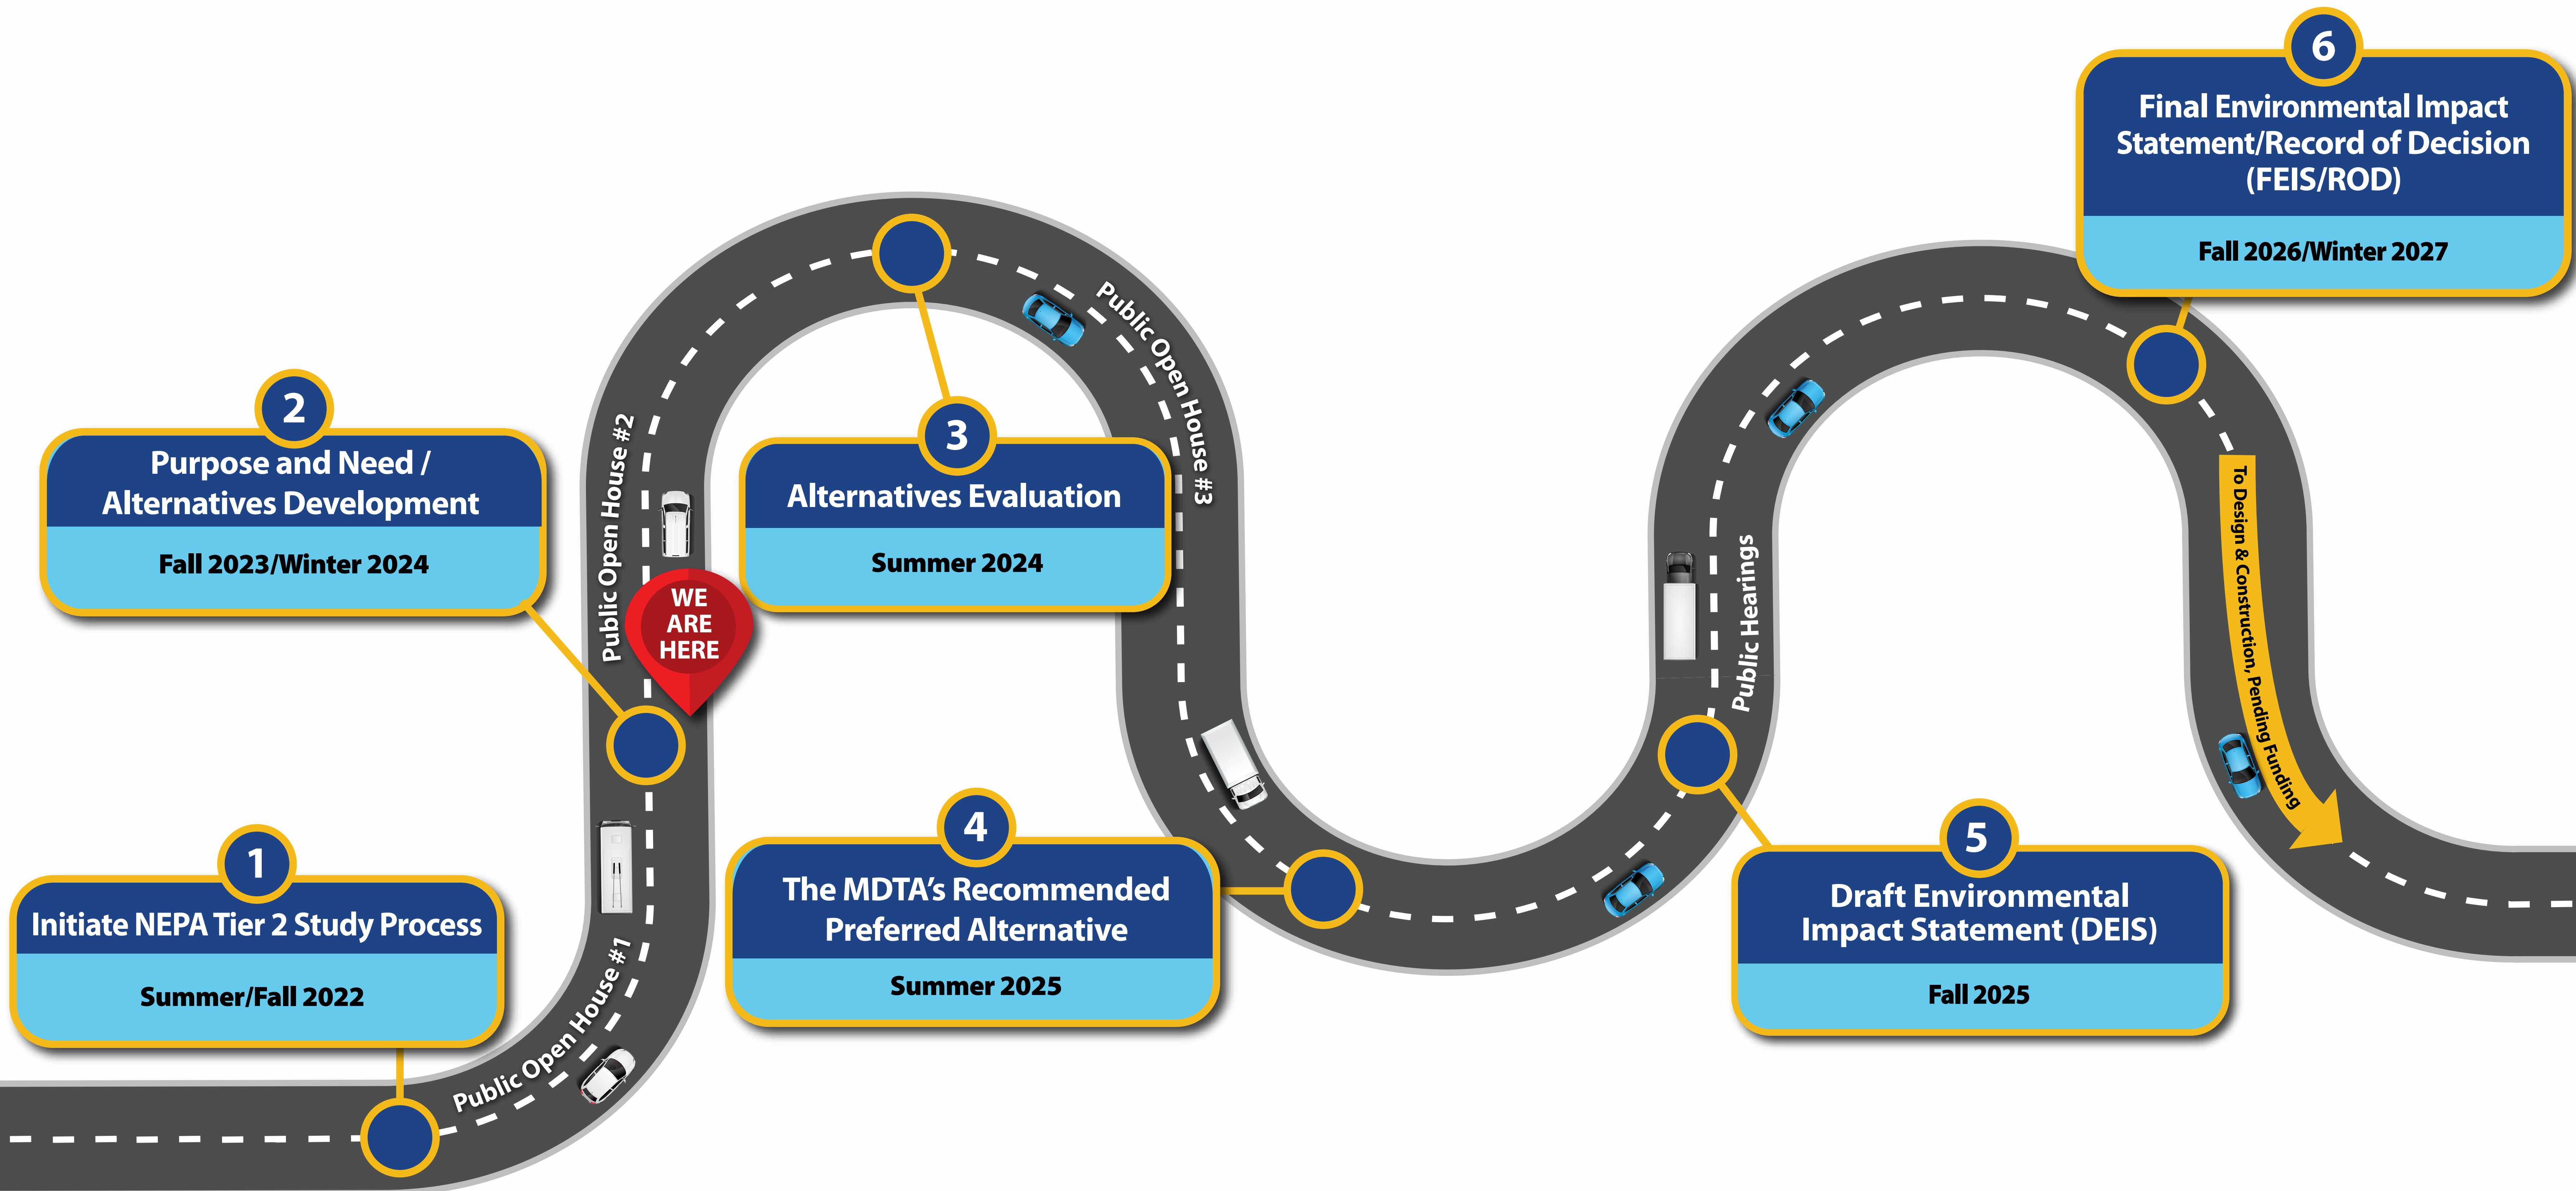 1
Initiate NEPA Tier 2 Study Process
Summer/Fall 2022
Public Open House #1
2
Purpose and Need /
Alternatives Development
Fall 2023/Winter 2024
WE
ARE
HERE
Public Open House #2
3
Alternatives Evaluation
Summer 2024
Public Open House #3
4
The MDTA's Recommended
Preferred Alternative
Summer 2025
5
Draft Environmental
Impact Statement (DEIS)
Fall 2025
Public Hearings
6
Final Environmental Impact
Statement/Record of Decision
(FEIS/ROD)
Fall 2026/Winter 2027
To Design & Construction, Pending Funding